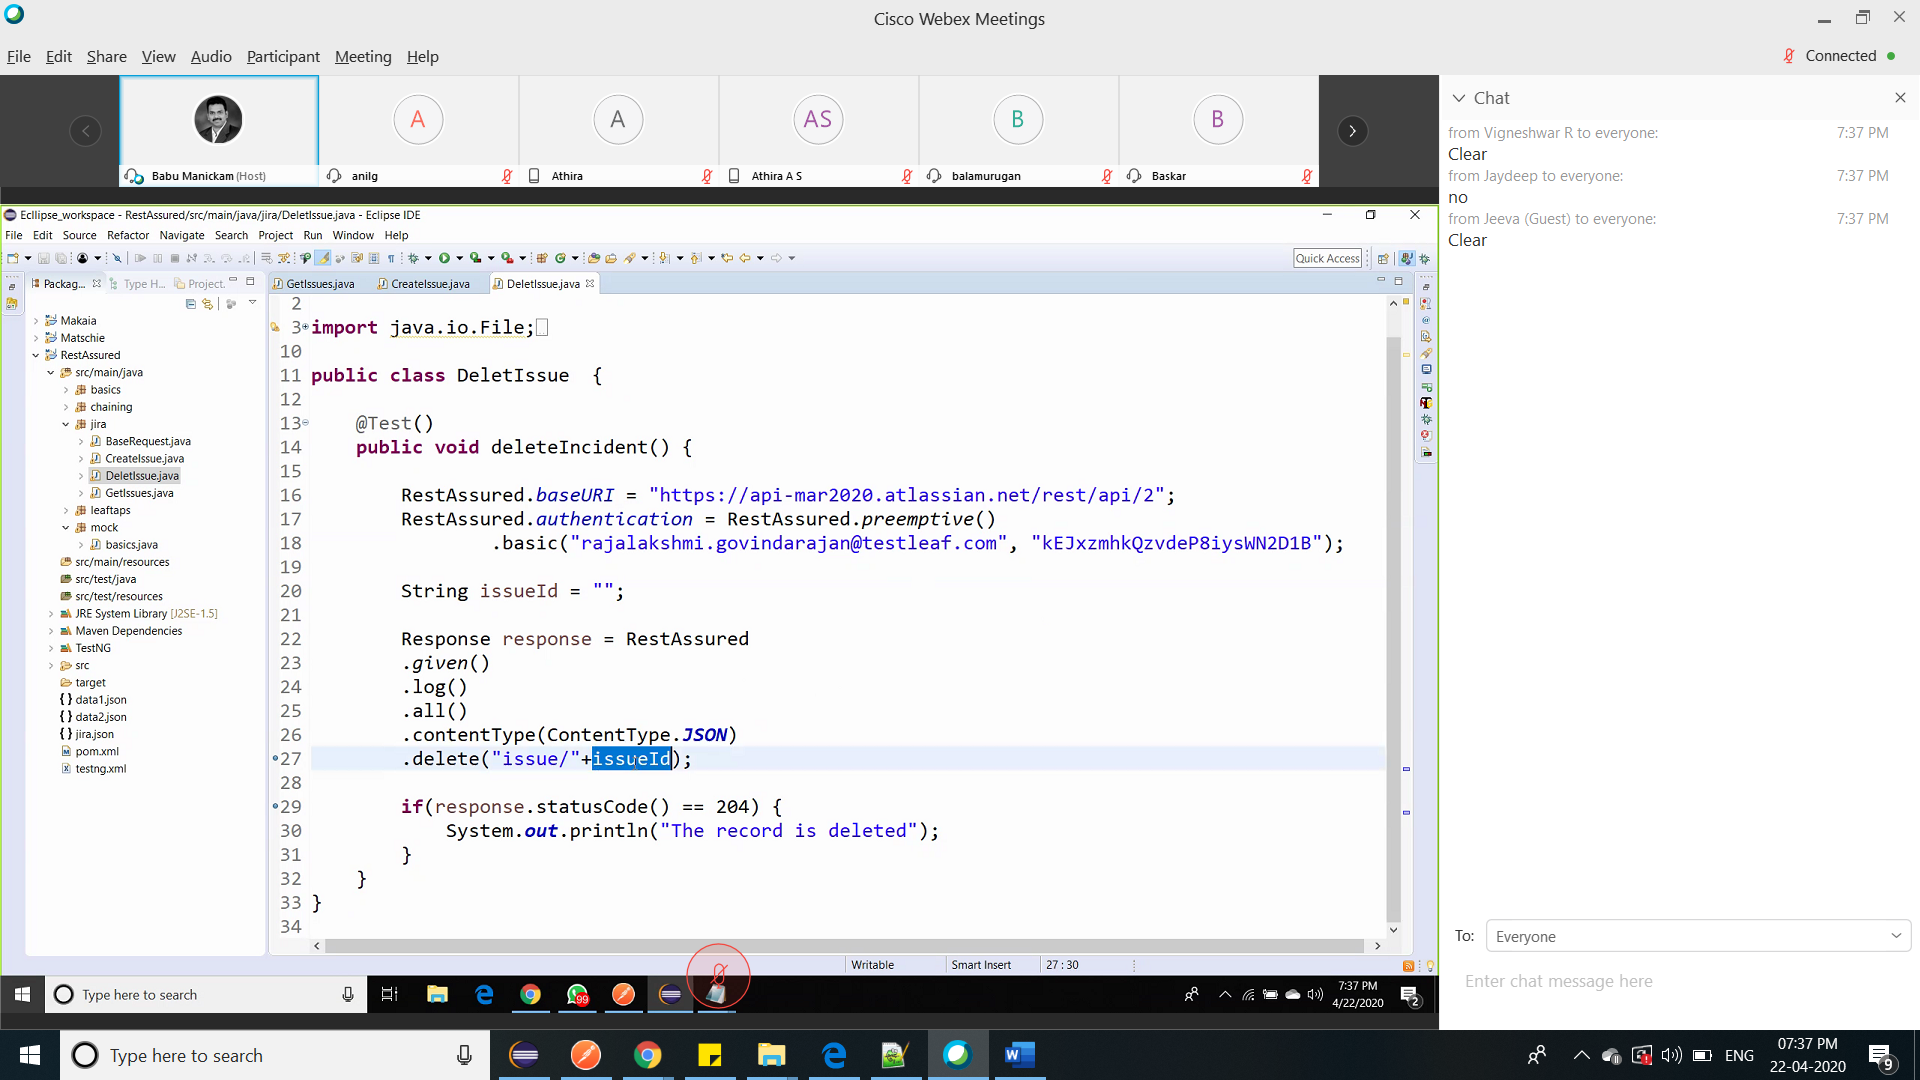 Cisco Webex Meetings
File Edit Share View Audio Participant Meeting Help
Connected
A A AS B B
Babu Manickam (Host) anilg Athira Athira A S balamurugan Baskar
Chat
from Vigneshwar R to everyone: 7:37 PM
Clear
from Jaydeep to everyone: 7:37 PM
no
from Jeeva (Guest) to everyone: 7:37 PM
Clear
To: Everyone
Enter chat message here
Ecllipse_workspace - RestAssured/src/main/java/jira/DeletIssue.java - Eclipse IDE
File Edit Source Refactor Navigate Search Project Run Window Help
Quick Access
Packag... Type H... Project...
GetIssues.java CreateIssue.java DeletIssue.java
Makaia
Matschie
RestAssured
src/main/java
basics
chaining
jira
BaseRequest.java
CreateIssue.java
DeletIssue.java
GetIssues.java
leaftaps
mock
basics.java
src/main/resources
src/test/java
src/test/resources
JRE System Library [J2SE-1.5]
Maven Dependencies
TestNG
src
target
data1.json
data2.json
jira.json
pom.xml
testng.xml
2
3 import java.io.File;
10
11 public class DeletIssue {
12
13 @Test()
14 public void deleteIncident() {
15
16 RestAssured.baseURI = "https://api-mar2020.atlassian.net/rest/api/2";
17 RestAssured.authentication = RestAssured.preemptive()
18 .basic("rajalakshmi.govindarajan@testleaf.com", "kEJxzmhkQzvdeP8iysWN2D1B");
19
20 String issueId = "";
21
22 Response response = RestAssured
23 .given()
24 .log()
25 .all()
26 .contentType(ContentType.JSON)
27 .delete("issue/"+issueId);
28
29 if(response.statusCode() == 204) {
30 System.out.println("The record is deleted");
31 }
32 }
33 }
34
Writable Smart Insert 27 : 30
Type here to search
99
7:37 PM
4/22/2020
2
Type here to search
ENG
07:37 PM
22-04-2020
9